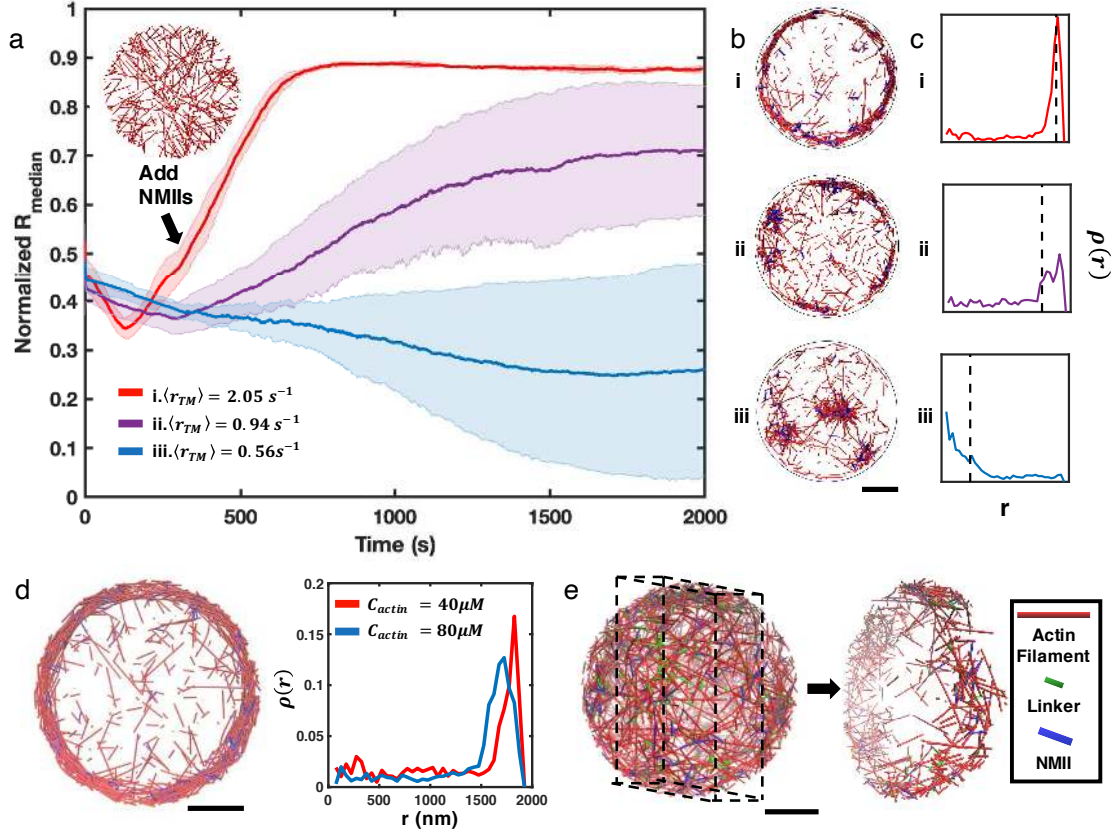 a
1
0.9
0.8
0.7
0.6
0.5
0.4
0.3
0.2
0.1
0
Normalized R_median
Add
NMIIs
i.⟨r_TM⟩ = 2.05 s⁻¹
ii.⟨r_TM⟩ = 0.94 s⁻¹
iii.⟨r_TM⟩ = 0.56s⁻¹
0 500 1000 1500 2000
Time (s)
b
i
ii
iii
c
i
ii
iii
ρ(r)
r
d
0.2
0.15
0.1
0.05
0
ρ(r)
C_actin = 40μM
C_actin = 80μM
0 500 1000 1500 2000
r (nm)
e
Actin
Filament
Linker
NMII